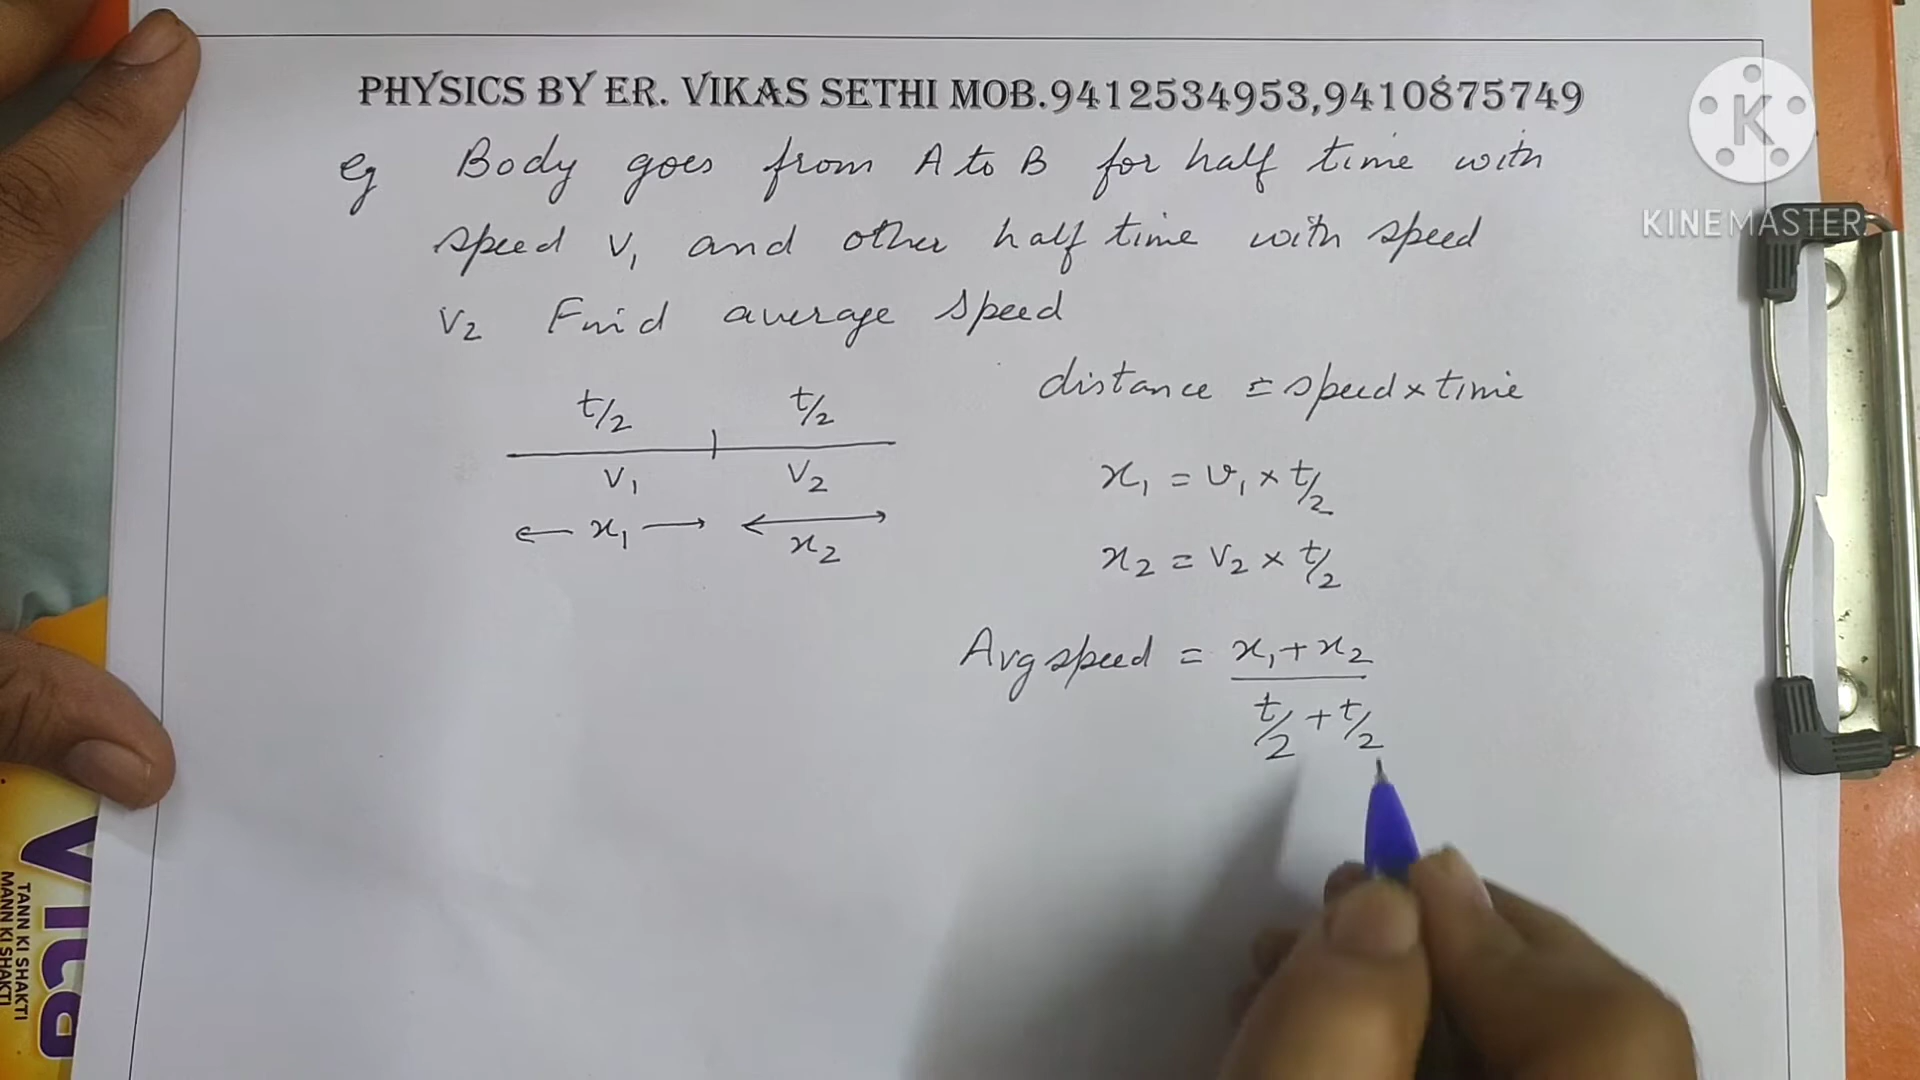 PHYSICS BY ER. VIKAS SETHI MOB.9412534953,9410875749
K
KINEMASTER
eg Body goes from A to B for half time with
speed v₁ and other half time with speed
v₂ Find average speed
distance = speed × time
t/2 t/2
v₁ v₂
x₁
x₂
x₁ = v₁ × t/2
x₂ = v₂ × t/2
Avg speed = x₁ + x₂
t/2 + t/2
Vita
TANN KI SHAKTI
MANN KI SHAKTI